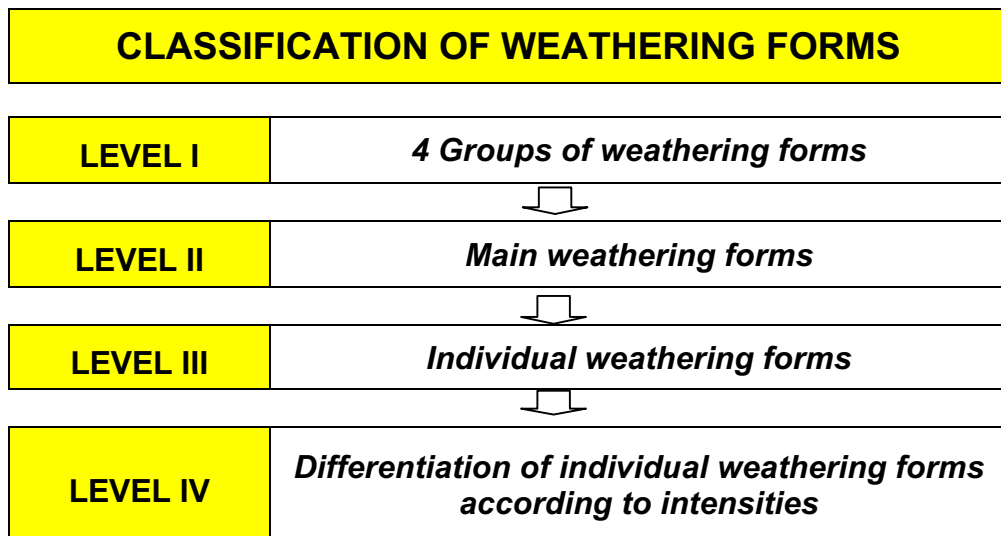 CLASSIFICATION OF WEATHERING FORMS
LEVEL I
4 Groups of weathering forms
LEVEL II
Main weathering forms
LEVEL III
Individual weathering forms
LEVEL IV
Differentiation of individual weathering forms
according to intensities